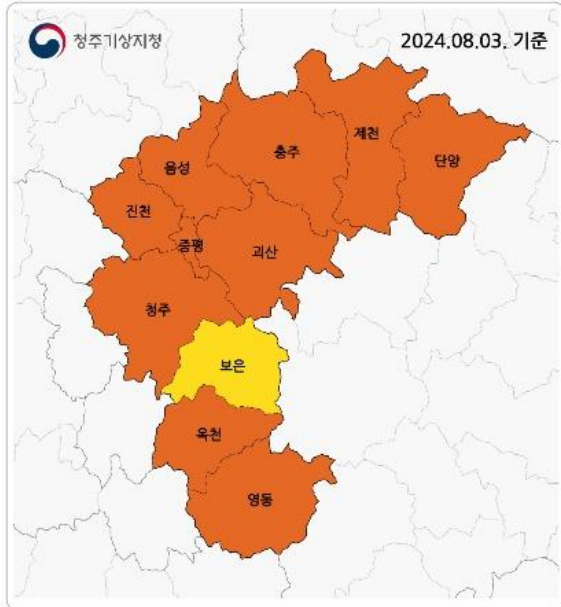 청주기상지청
2024.08.03. 기준
제천
충주
단양
음성
진천
증평
괴산
청주
보은
옥천
영동